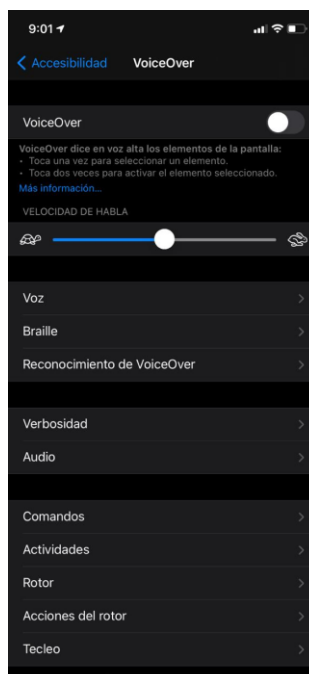 9:01
Accesibilidad
VoiceOver
VoiceOver
VoiceOver dice en voz alta los elementos de la pantalla:
• Toca una vez para seleccionar un elemento.
• Toca dos veces para activar el elemento seleccionado.
Más información...
VELOCIDAD DE HABLA
Voz
Braille
Reconocimiento de VoiceOver
Verbosidad
Audio
Comandos
Actividades
Rotor
Acciones del rotor
Tecleo